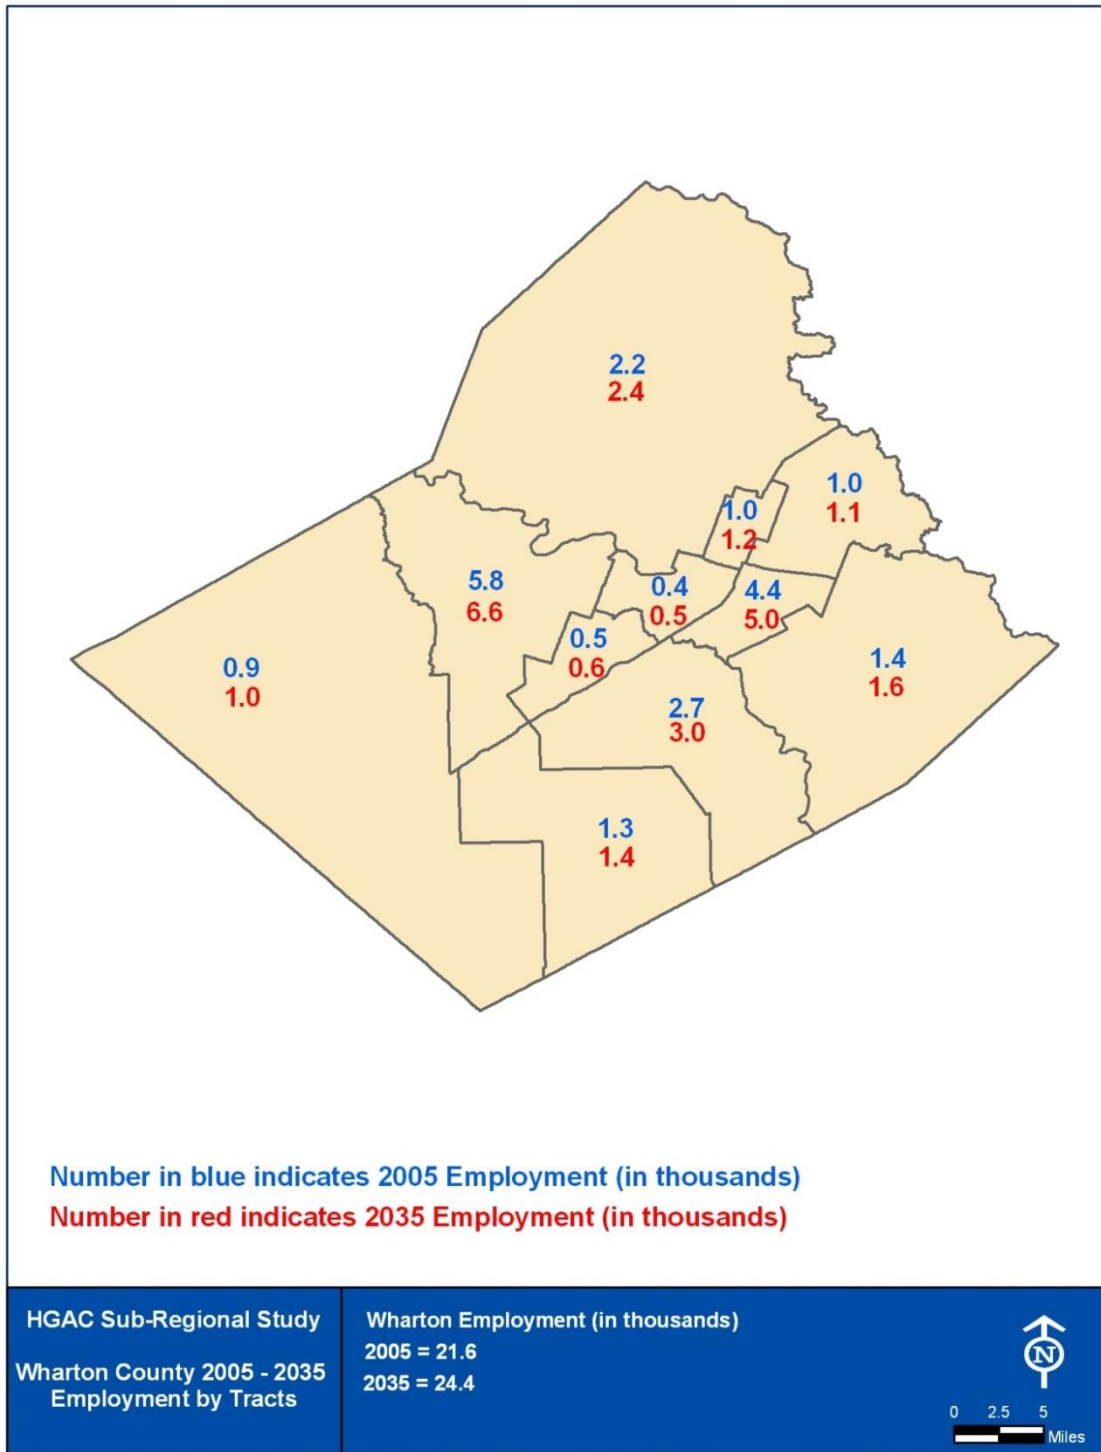 2.2
2.4
1.0
1.1
1.0
1.2
5.8
6.6
0.4
0.5
4.4
5.0
0.5
0.6
0.9
1.0
1.4
1.6
2.7
3.0
1.3
1.4
Number in blue indicates 2005 Employment (in thousands)
Number in red indicates 2035 Employment (in thousands)
HGAC Sub-Regional Study
Wharton County 2005 - 2035
Employment by Tracts
Wharton Employment (in thousands)
2005 = 21.6
2035 = 24.4
N
0 2.5 5
Miles